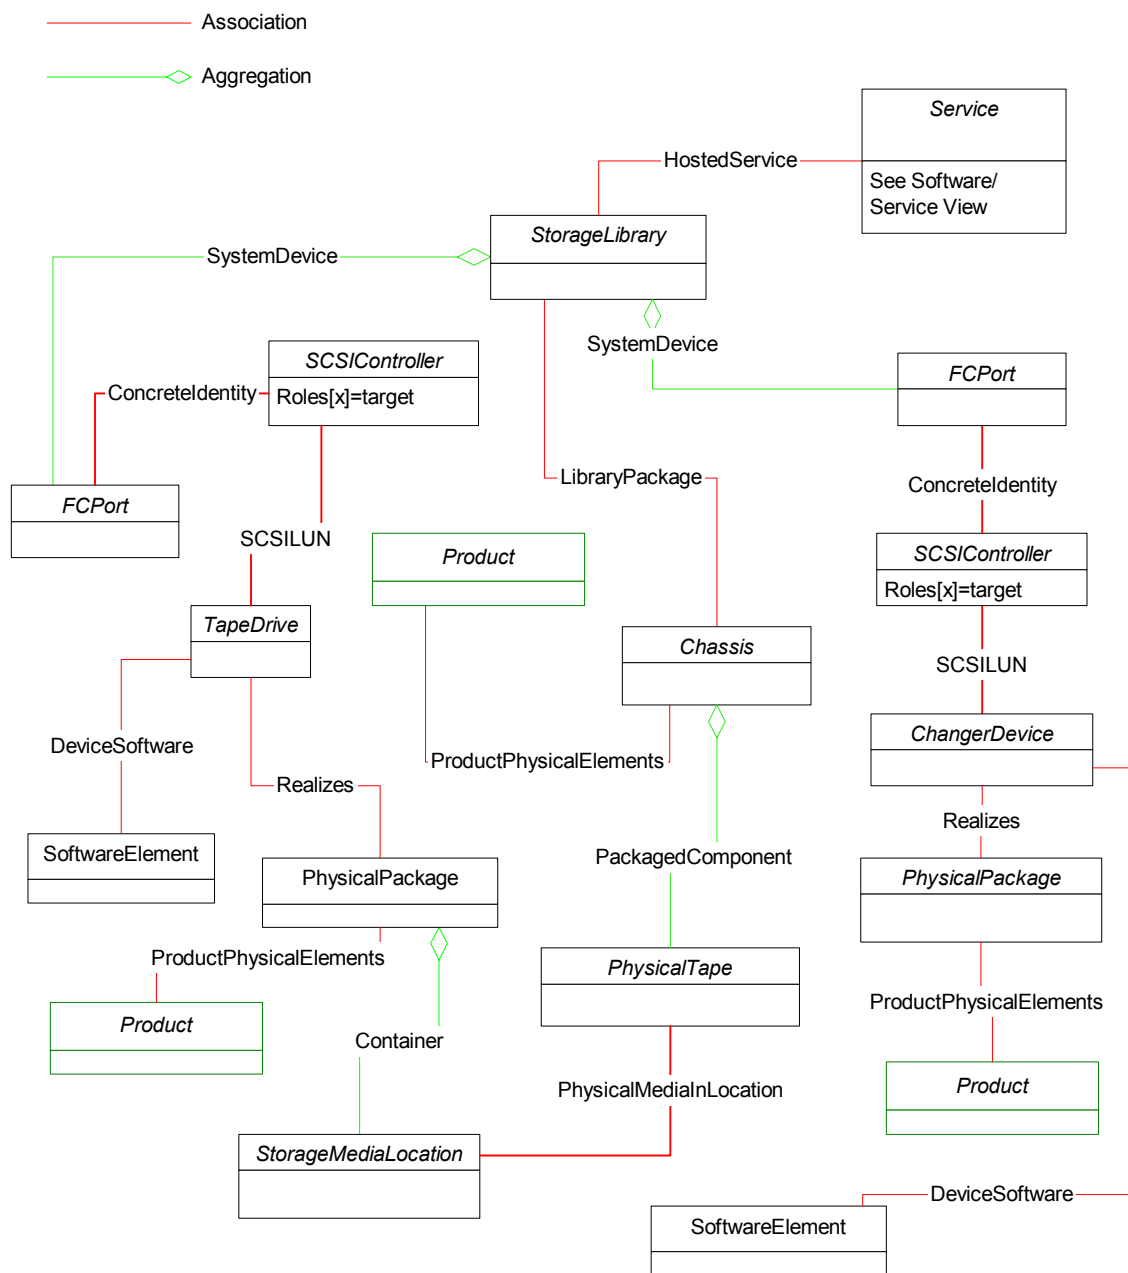 Association
Aggregation
Service
HostedService
See Software/
Service View
StorageLibrary
SystemDevice
SystemDevice
SCSIController
FCPort
ConcreteIdentity
Roles[x]=target
LibraryPackage
ConcreteIdentity
FCPort
SCSILUN
Product
SCSIController
Roles[x]=target
TapeDrive
Chassis
SCSILUN
ChangerDevice
DeviceSoftware
ProductPhysicalElements
Realizes
Realizes
SoftwareElement
PackagedComponent
PhysicalPackage
PhysicalPackage
ProductPhysicalElements
PhysicalTape
ProductPhysicalElements
Product
Container
PhysicalMediaInLocation
Product
StorageMediaLocation
DeviceSoftware
SoftwareElement